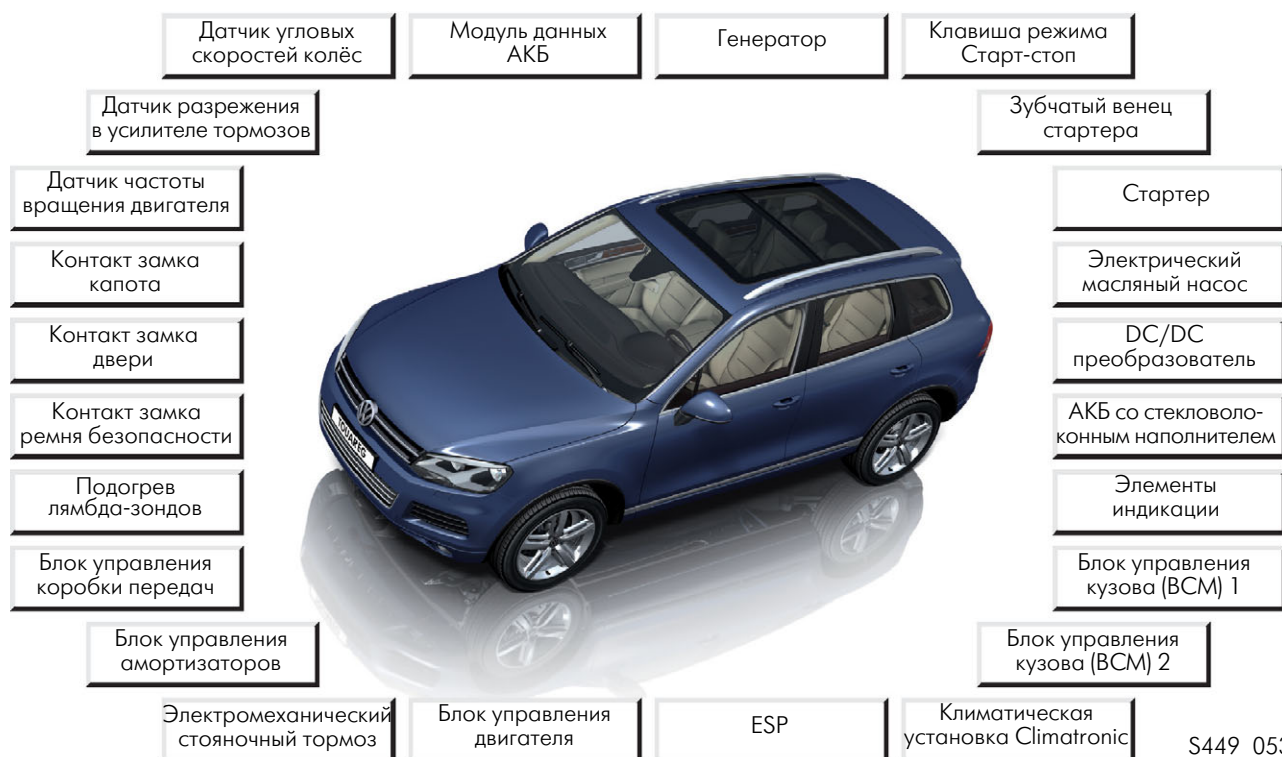 Датчик угловых
скоростей колёс
Модуль данных
АКБ
Генератор
Клавиша режима
Старт-стоп
Датчик разрежения
в усилителе тормозов
Зубчатый венец
стартера
Датчик частоты
вращения двигателя
Стартер
Контакт замка
капота
Электрический
масляный насос
Контакт замка
двери
DC/DC
преобразователь
Контакт замка
ремня безопасности
АКБ со стекловоло-
конным наполнителем
Подогрев
лямбда-зондов
Элементы
индикации
Блок управления
коробки передач
Блок управления
кузова (BCM) 1
Блок управления
амортизаторов
Блок управления
кузова (BCM) 2
Электромеханический
стояночный тормоз
Блок управления
двигателя
ESP
Климатическая
установка Climatronic
TOUAREG
S449_053